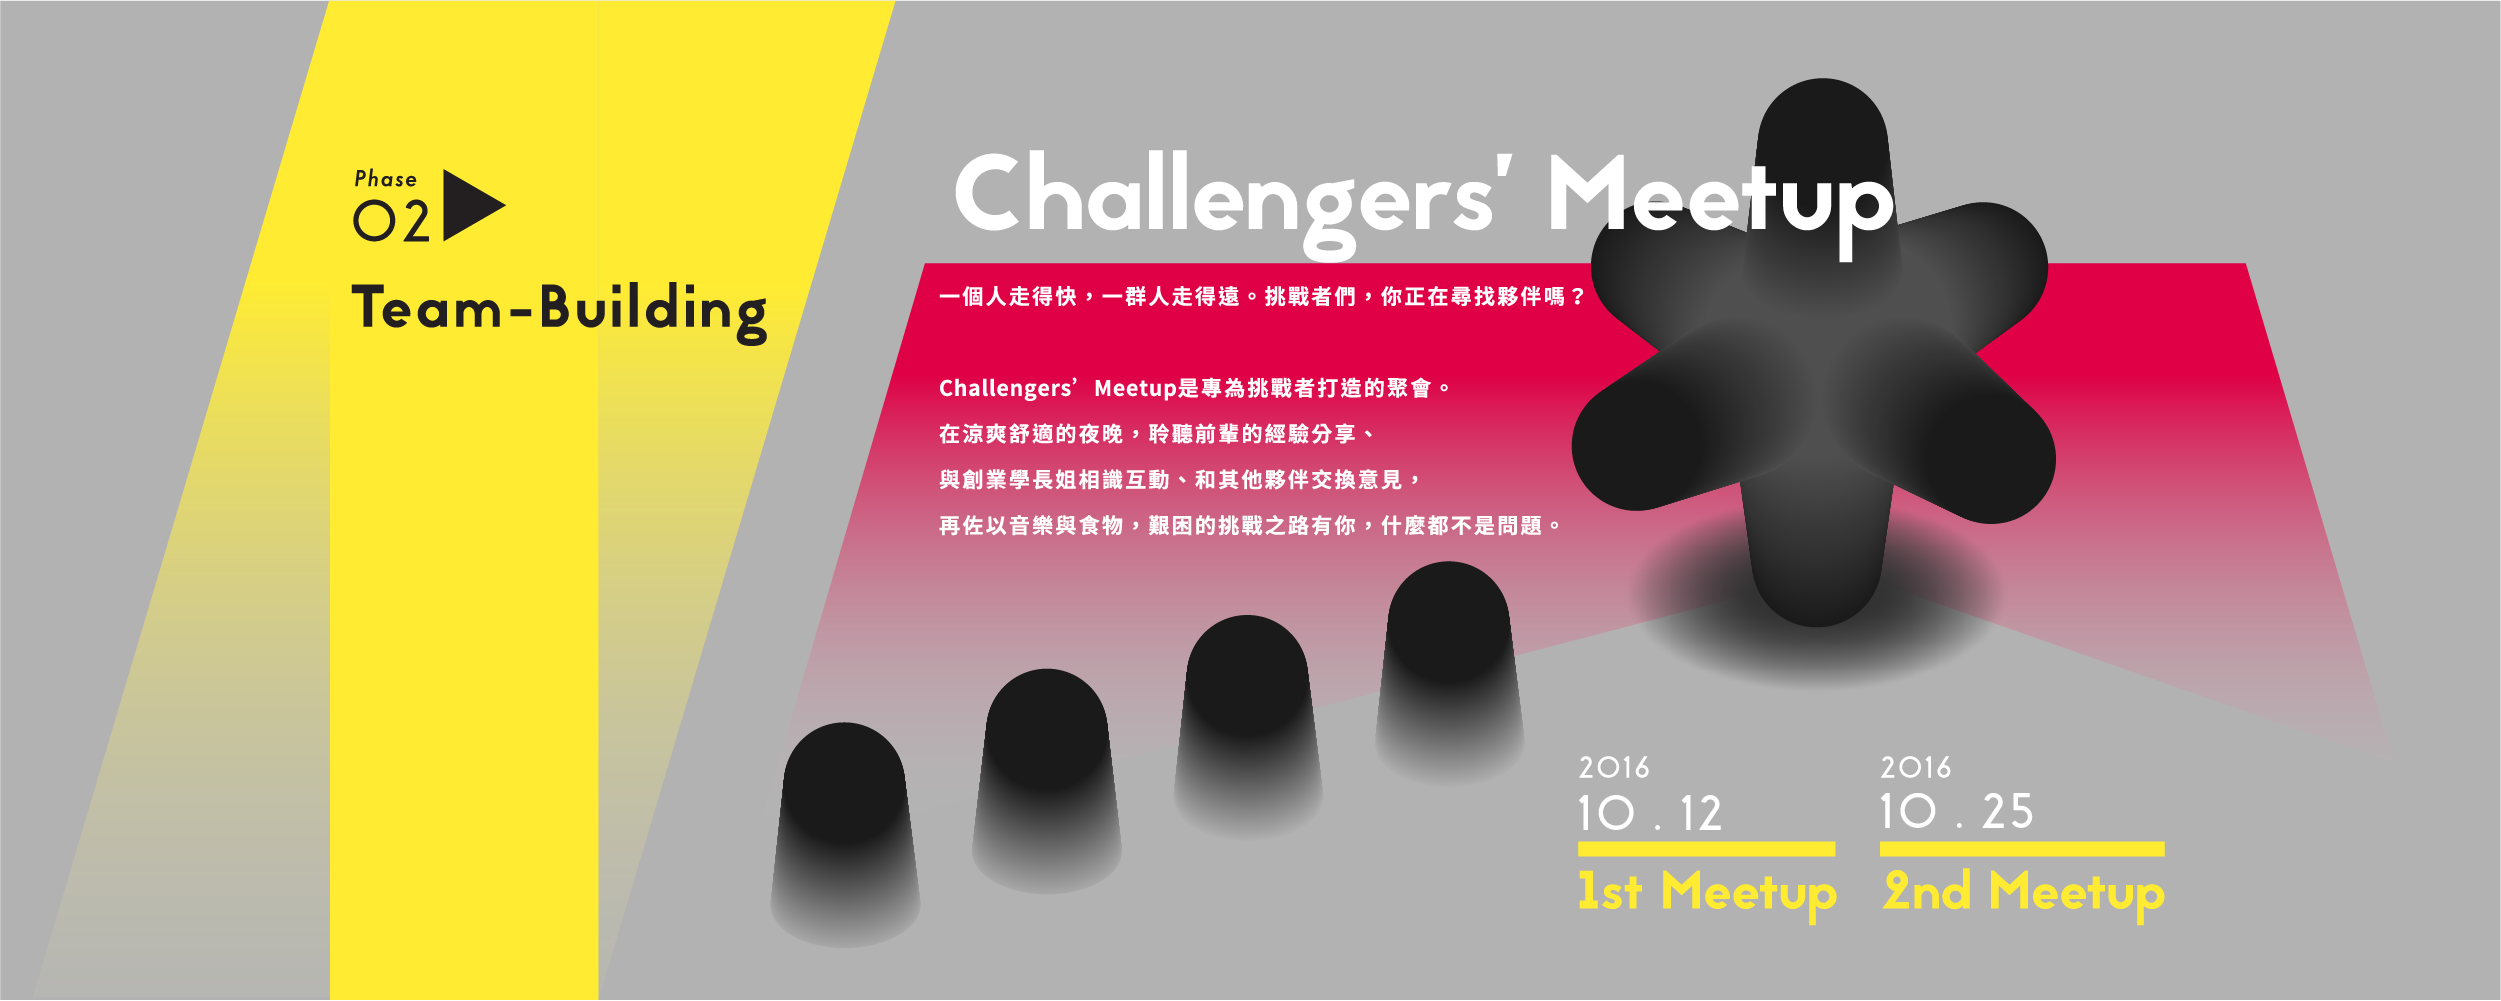 Phase
02
Team-Building
Challengers' Meetup
一個人走得快，一群人走得遠。挑戰者們，你正在尋找夥伴嗎？
Challengers’ Meetup是專為挑戰者打造的聚會。
在涼爽舒適的夜晚，聆聽前輩的經驗分享、
與創業學長姐相識互動、和其他夥伴交換意見，
再佐以音樂與食物，艱困的挑戰之路有你，什麼都不是問題。
2016
10 . 12
1st Meetup
2016
10 . 25
2nd Meetup